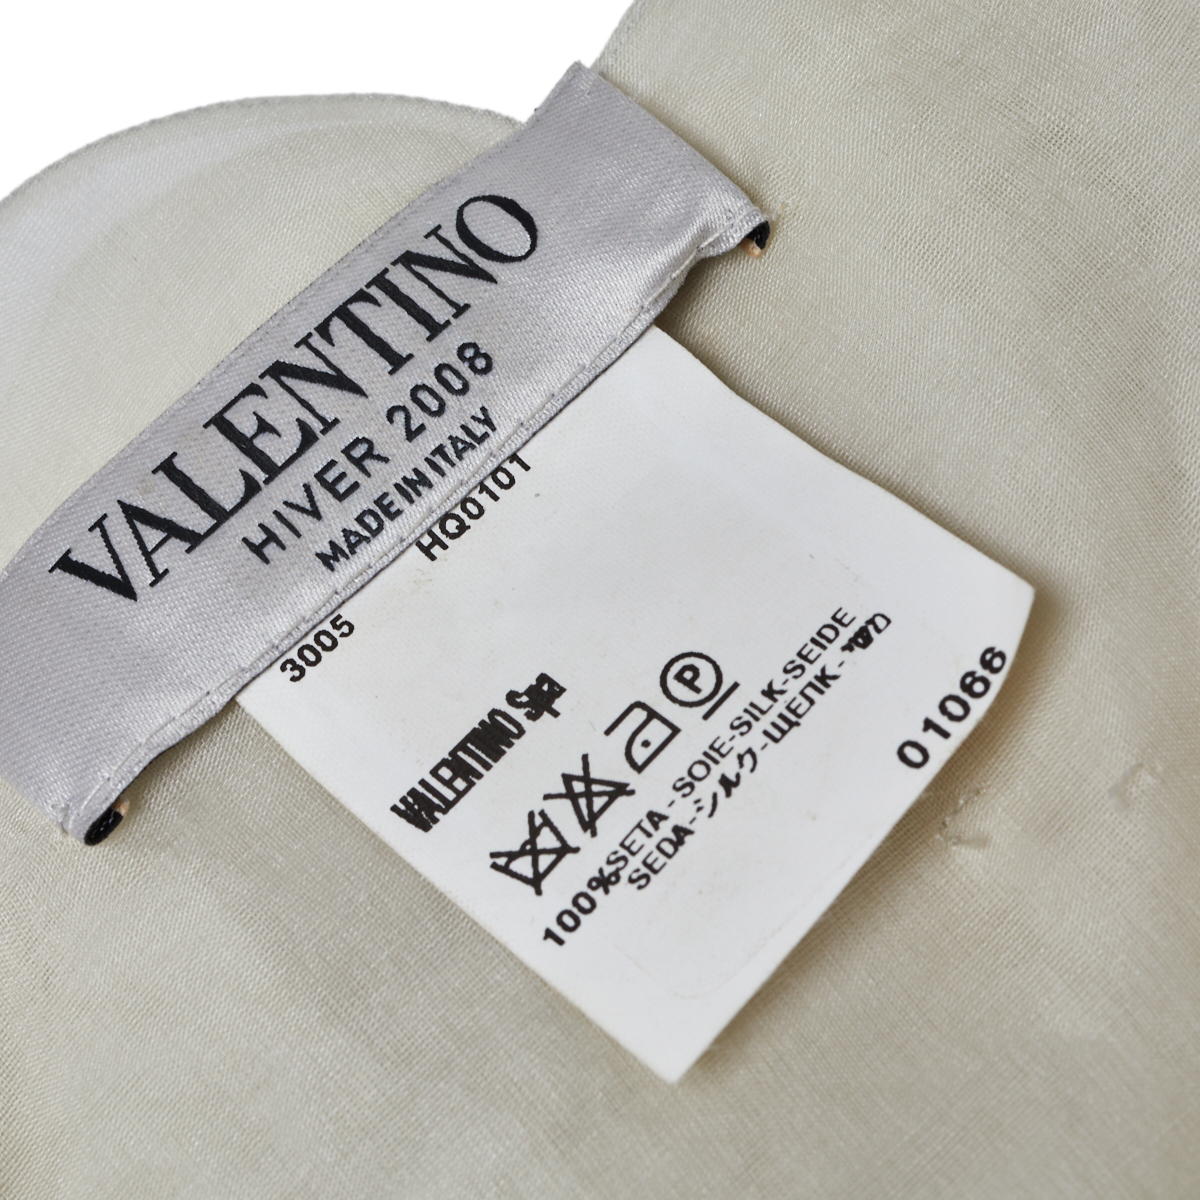 VALENTINO
HIVER 2008
MADE IN ITALY
3005
HQ0101
VALENTINO Spa
P
100%SETA-SOIE-SILK-SEIDE
SEDA-シルク-ЩЕЛК-
01066